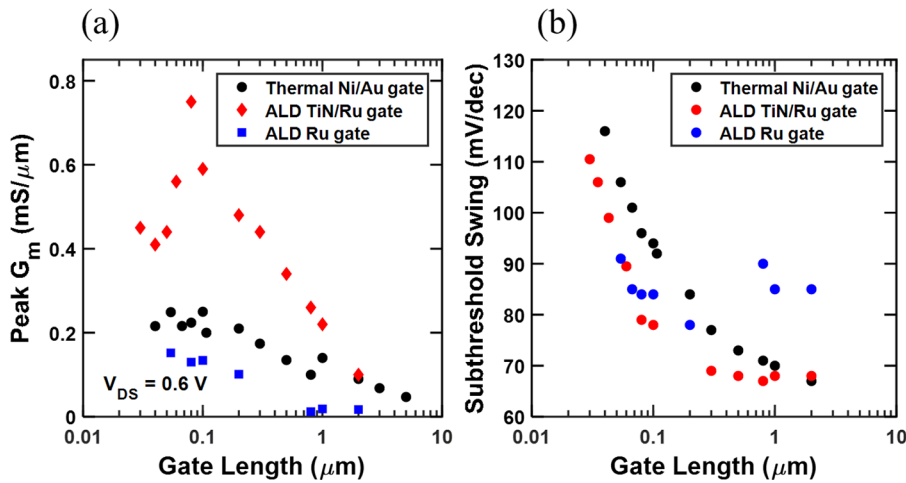 (a)
Peak G_m (mS/μm)
0.8
0.6
0.4
0.2
0
Thermal Ni/Au gate
ALD TiN/Ru gate
ALD Ru gate
V_DS = 0.6 V
0.01
0.1
1
10
Gate Length (μm)
(b)
Subthreshold Swing (mV/dec)
130
120
110
100
90
80
70
60
Thermal Ni/Au gate
ALD TiN/Ru gate
ALD Ru gate
0.01
0.1
1
10
Gate Length (μm)